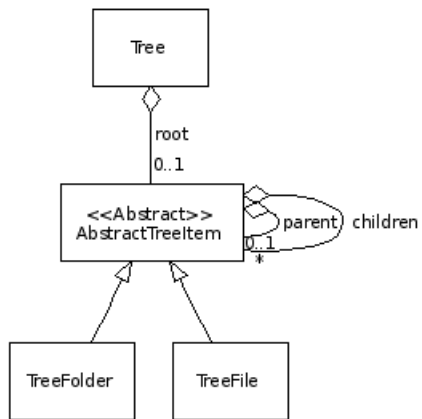 Tree
root
0..1
<<Abstract>>
AbstractTreeItem
parent
children
0..1
*
TreeFolder
TreeFile